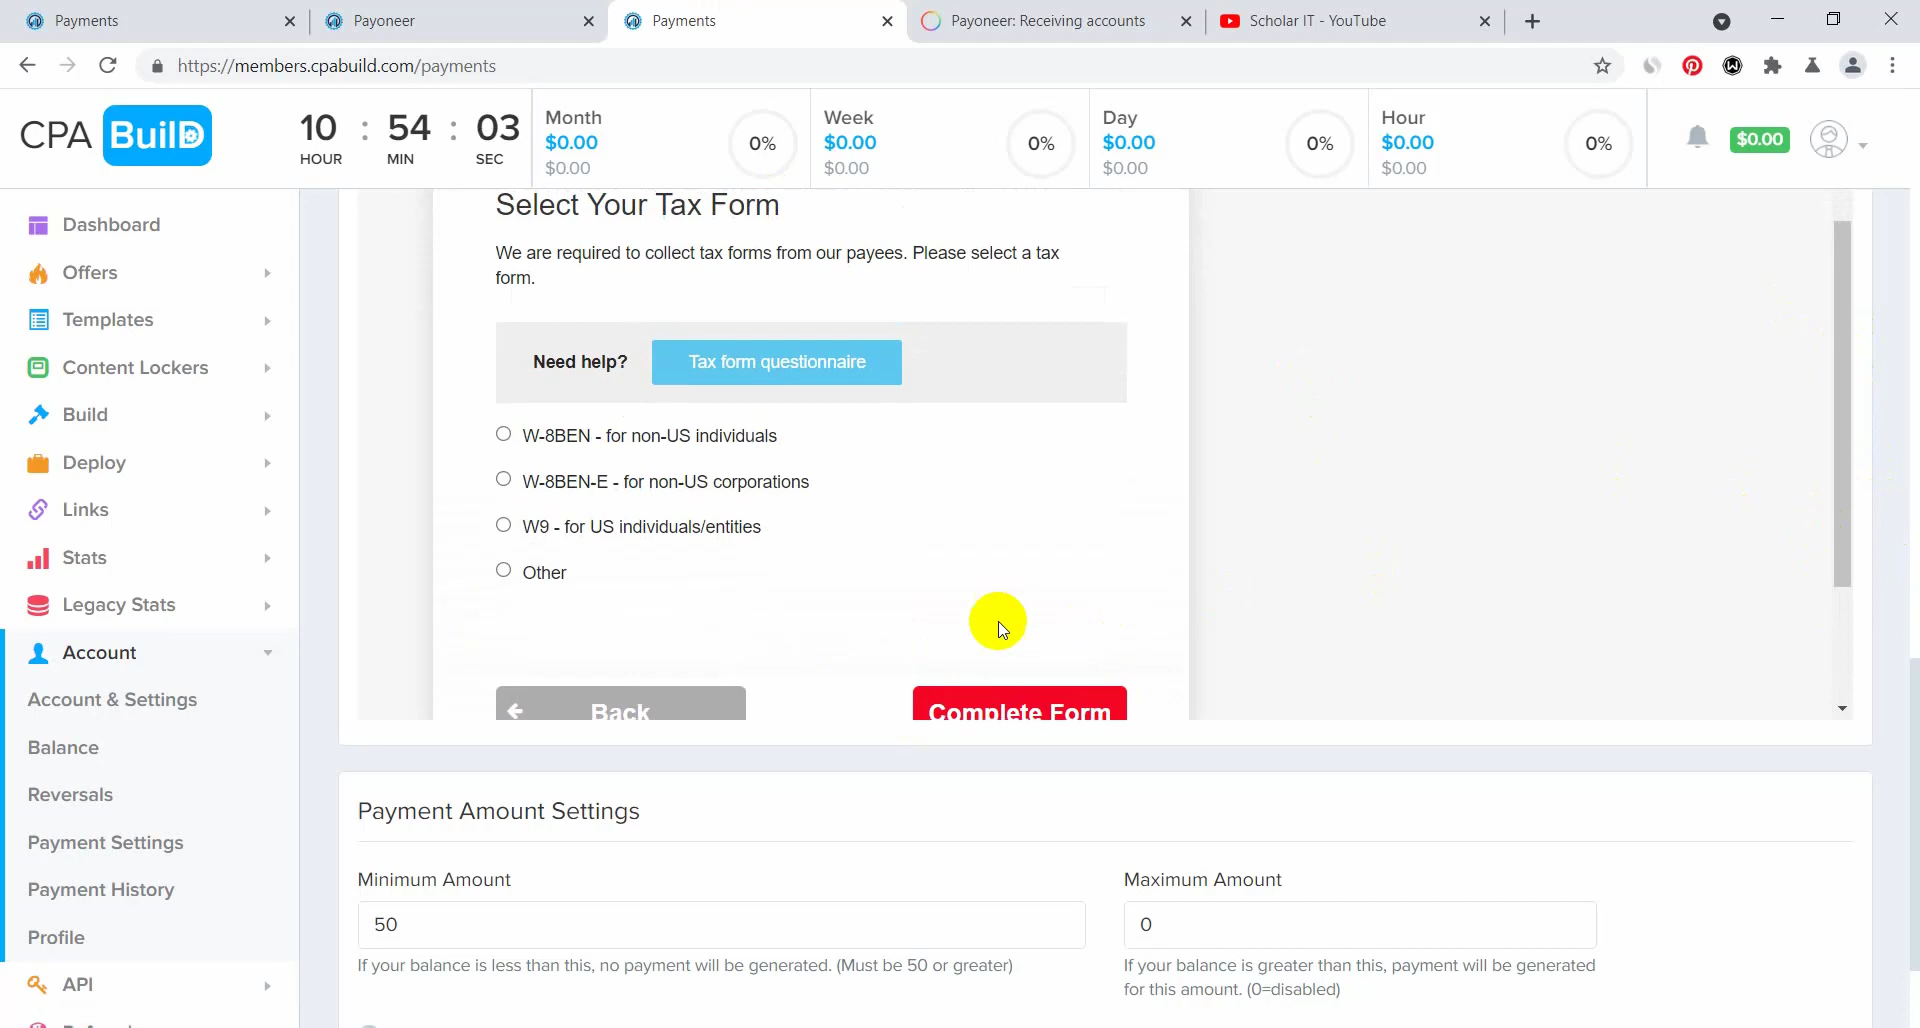 Payments
Payoneer
Payments
Payoneer: Receiving accounts
Scholar IT - YouTube
https://members.cpabuild.com/payments
CPA BuilD
10 : 54 : 03
HOUR MIN SEC
Month
$0.00
$0.00
0%
Week
$0.00
$0.00
0%
Day
$0.00
$0.00
0%
Hour
$0.00
$0.00
0%
$0.00
Dashboard
Offers
Templates
Content Lockers
Build
Deploy
Links
Stats
Legacy Stats
Account
Account & Settings
Balance
Reversals
Payment Settings
Payment History
Profile
API
Select Your Tax Form
We are required to collect tax forms from our payees. Please select a tax
form.
Need help? Tax form questionnaire
W-8BEN - for non-US individuals
W-8BEN-E - for non-US corporations
W9 - for US individuals/entities
Other
Back
Complete Form
Payment Amount Settings
Minimum Amount
50
If your balance is less than this, no payment will be generated. (Must be 50 or greater)
Maximum Amount
0
If your balance is greater than this, payment will be generated
for this amount. (0=disabled)